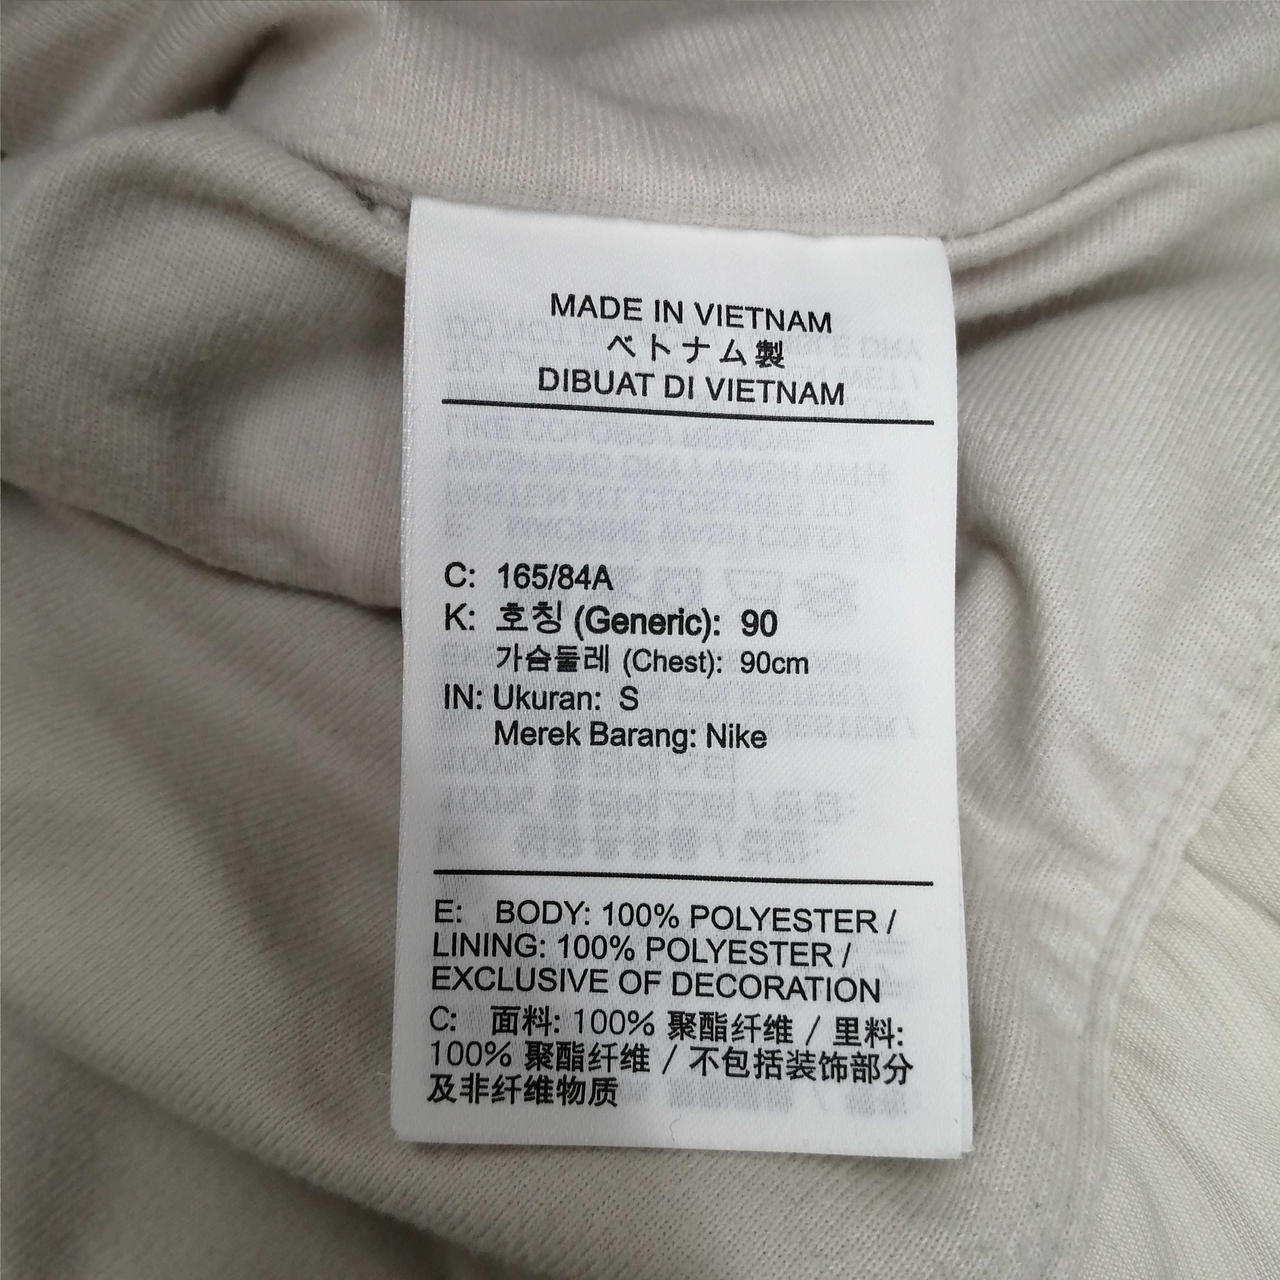 MADE IN VIETNAM
ベトナム製
DIBUAT DI VIETNAM
C: 165/84A
K: 호칭 (Generic): 90
가슴둘레 (Chest): 90cm
IN: Ukuran: S
Merek Barang: Nike
E: BODY: 100% POLYESTER /
LINING: 100% POLYESTER /
EXCLUSIVE OF DECORATION
C: 面料: 100% 聚酯纤维 / 里料:
100% 聚酯纤维 / 不包括装饰部分
及非纤维物质